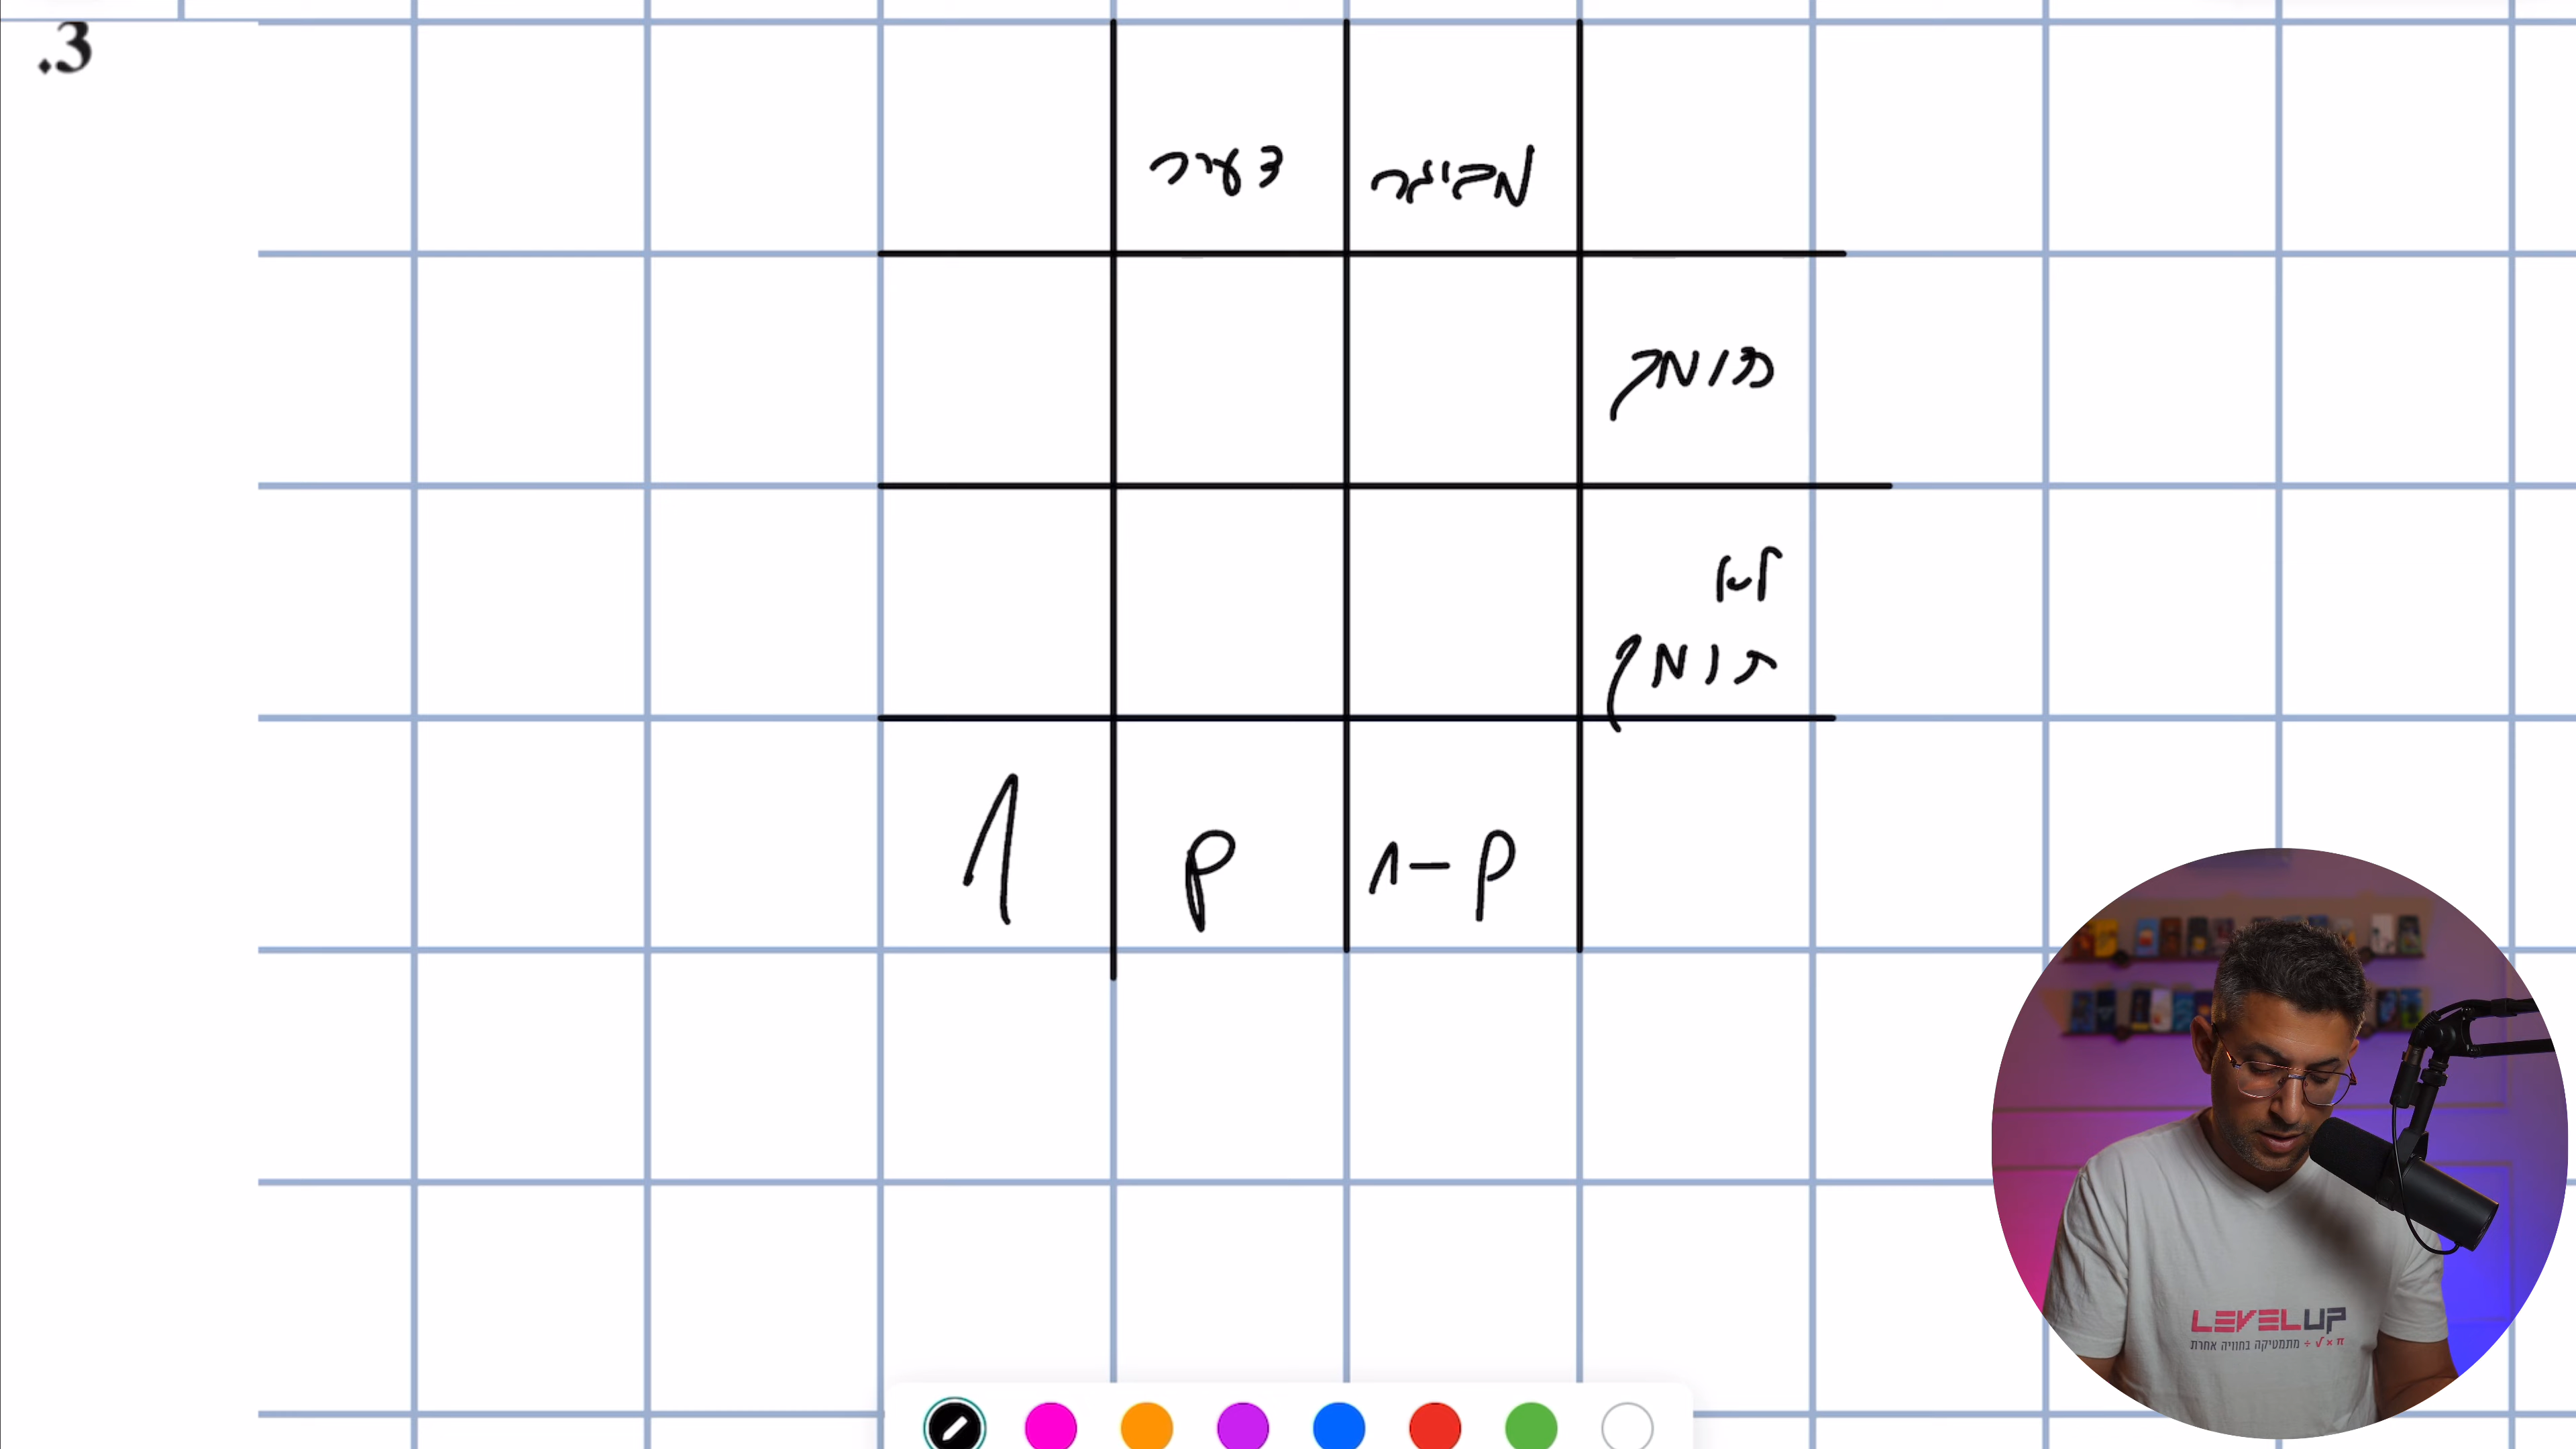 .3
מבוגר צעיר
תומך
לא
תומך
1 p 1-p
LEVELUP
מתמטיקה בחוויה אחרת ÷ √ × π